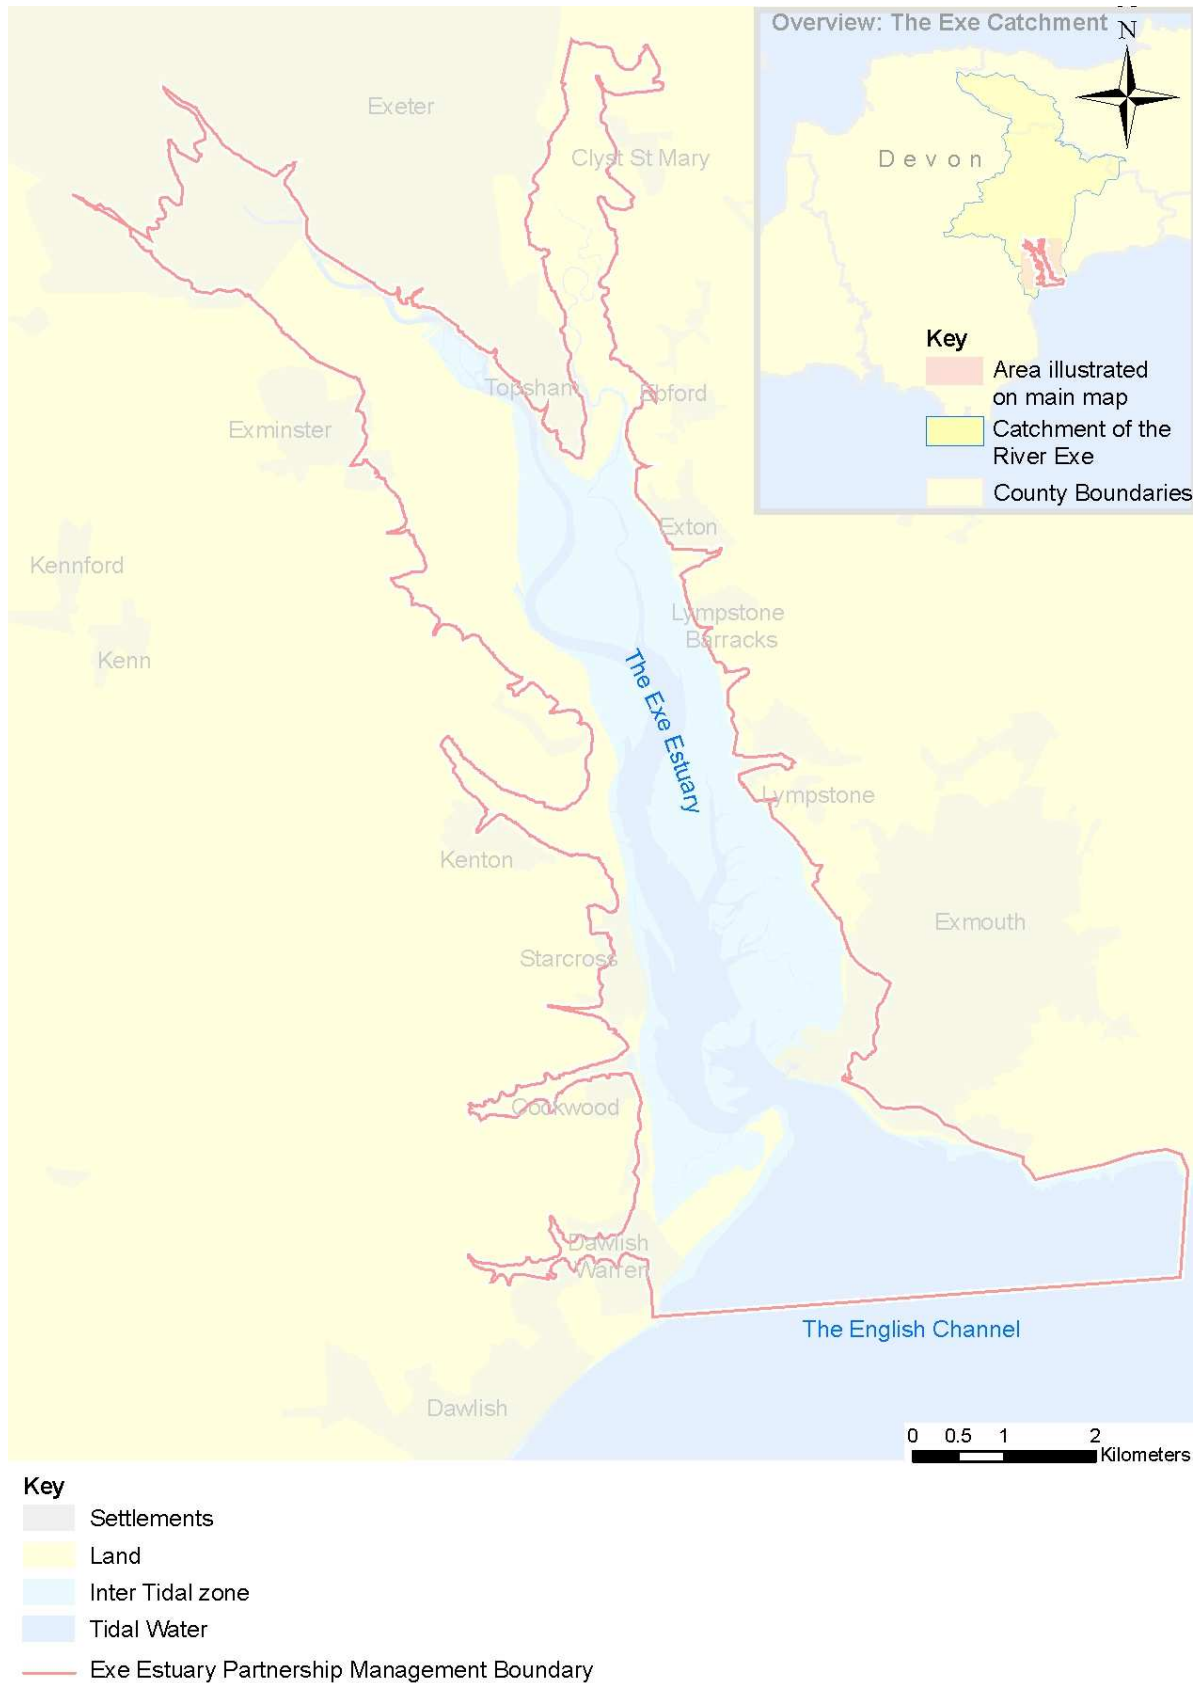 Overview: The Exe Catchment
N
Devon
Key
Area illustrated
on main map
Catchment of the
River Exe
County Boundaries
Exeter
Clyst St Mary
Topsham
Ebford
Exminster
Exton
Kennford
Lympstone
Barracks
Kenn
The Exe Estuary
Lympstone
Kenton
Exmouth
Starcross
Cockwood
Dawlish
Warren
The English Channel
Dawlish
0 0.5 1 2
Kilometers
Key
Settlements
Land
Inter Tidal zone
Tidal Water
Exe Estuary Partnership Management Boundary